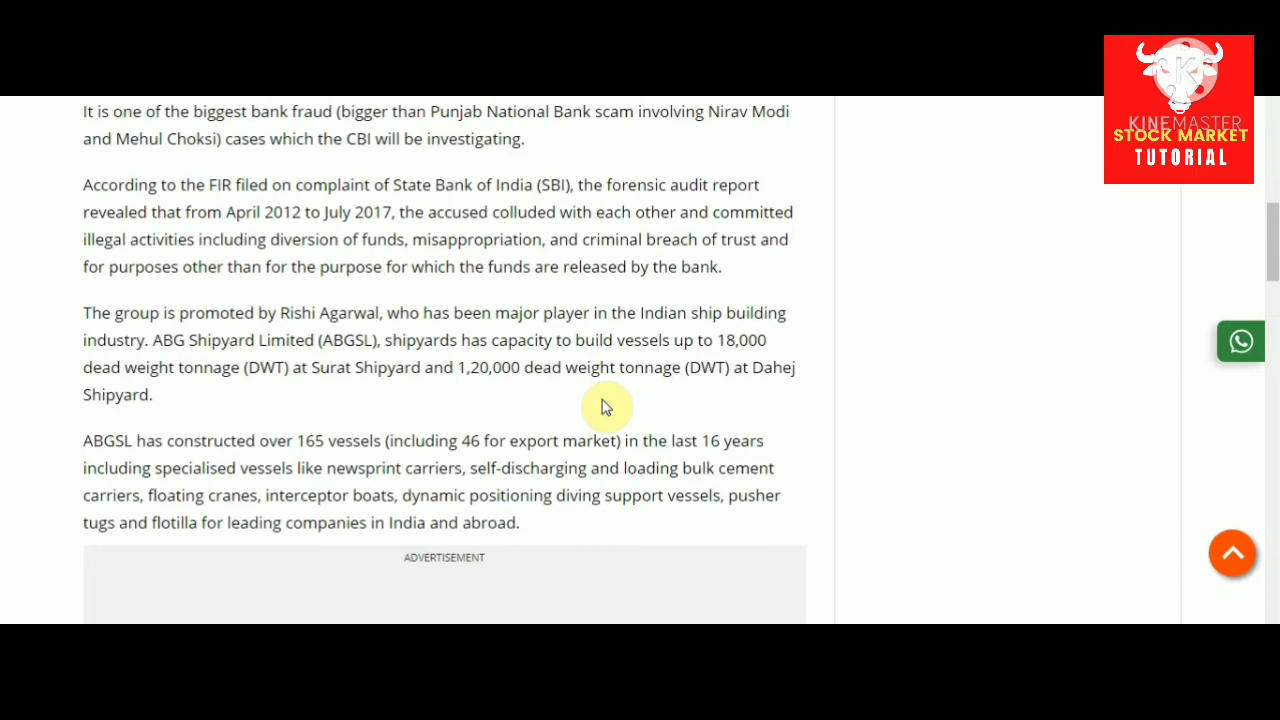 It is one of the biggest bank fraud (bigger than Punjab National Bank scam involving Nirav Modi
and Mehul Choksi) cases which the CBI will be investigating.
According to the FIR filed on complaint of State Bank of India (SBI), the forensic audit report
revealed that from April 2012 to July 2017, the accused colluded with each other and committed
illegal activities including diversion of funds, misappropriation, and criminal breach of trust and
for purposes other than for the purpose for which the funds are released by the bank.
The group is promoted by Rishi Agarwal, who has been major player in the Indian ship building
industry. ABG Shipyard Limited (ABGSL), shipyards has capacity to build vessels up to 18,000
dead weight tonnage (DWT) at Surat Shipyard and 1,20,000 dead weight tonnage (DWT) at Dahej
Shipyard.
ABGSL has constructed over 165 vessels (including 46 for export market) in the last 16 years
including specialised vessels like newsprint carriers, self-discharging and loading bulk cement
carriers, floating cranes, interceptor boats, dynamic positioning diving support vessels, pusher
tugs and flotilla for leading companies in India and abroad.
ADVERTISEMENT
K
KINEMASTER
STOCK MARKET
TUTORIAL